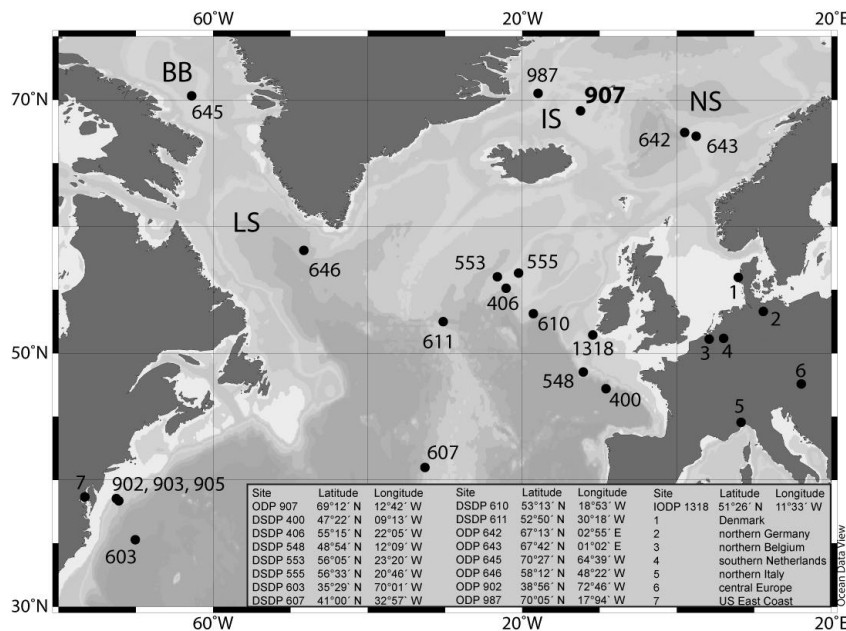 60°W 20°W 20°E
70°N
50°N
30°N
BB
645
987
907
IS
NS
642
643
LS
646
553
555
406
610
611
1318
548
400
607
1
2
3
4
5
6
7
902, 903, 905
603
Site Latitude Longitude Site Latitude Longitude Site Latitude Longitude
ODP 907 69°12´ N 12°42´ W DSDP 610 53°13´ N 18°53´ W IODP 1318 51°26´ N 11°33´ W
DSDP 400 47°22´ N 09°13´ W DSDP 611 52°50´ N 30°18´ W 1 Denmark
DSDP 406 55°15´ N 22°05´ W ODP 642 67°13´ N 02°55´ E 2 northern Germany
DSDP 548 48°54´ N 12°09´ W ODP 643 67°42´ N 01°02´ E 3 northern Belgium
DSDP 553 56°05´ N 23°20´ W ODP 645 70°27´ N 64°39´ W 4 southern Netherlands
DSDP 555 56°33´ N 20°46´ W ODP 646 58°12´ N 48°22´ W 5 northern Italy
DSDP 603 35°29´ N 70°01´ W ODP 902 38°56´ N 72°46´ W 6 central Europe
DSDP 607 41°00´ N 32°57´ W ODP 987 70°05´ N 17°94´ W 7 US East Coast
Ocean Data View
60°W 20°W 20°E